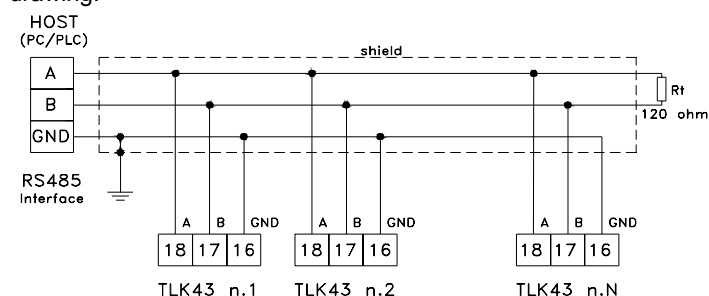 drawing:
HOST
(PC/PLC)
shield
A
B
GND
Rt
120 ohm
RS485
Interface
A B GND
18 17 16
TLK43 n.1
A B GND
18 17 16
TLK43 n.2
A B GND
18 17 16
TLK43 n.N